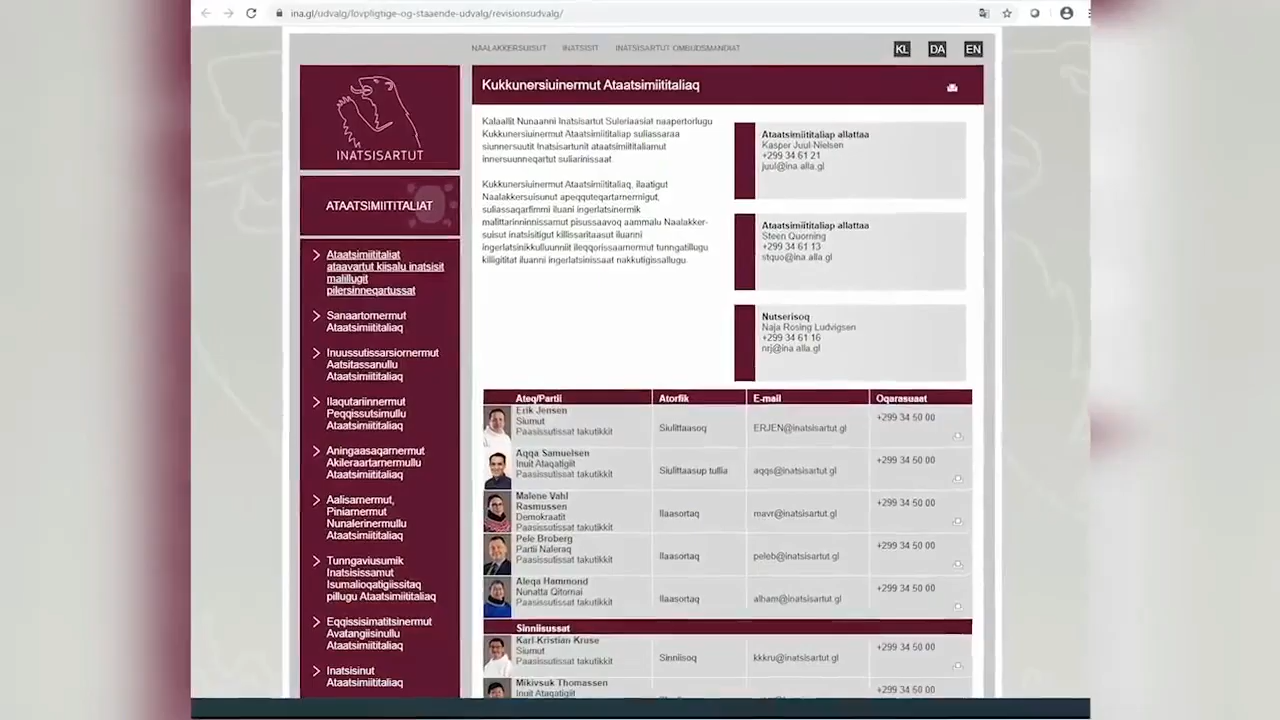 ina.gl/udvalg/lovpligtige-og-staaende-udvalg/revisionsudvalg/
NAALAKKERSUISUT INATSISIT INATSISARTUT OMBUDSMANDIAT
KL DA EN
INATSISARTUT
ATAATSIMIITITALIAT
Ataatsimiititaliat
ataavartut kiisalu inatsisit
malillugit
pilersinneqartussat
Sanaartornermut
Ataatsimiititaliaq
Inuussutissarsiornermut
Aatsitassanullu
Ataatsimiititaliaq
Ilaqutariinnermut
Peqqissutsimullu
Ataatsimiititaliaq
Aningaasaqarnermut
Akileraartarnermullu
Ataatsimiititaliaq
Aalisarnermut,
Piniarnermut
Nunalerinermullu
Ataatsimiititaliaq
Tunngaviusumik
Inatsisissamut
Isumalioqatigiissitaq
pillugu Ataatsimiititaliaq
Eqqissisimatitsinermut
Avatangiisinullu
Ataatsimiititaliaq
Inatsisinut
Ataatsimiititaliaq
Kukkunersiuinermut Ataatsimiititaliaq
Kalaallit Nunaanni Inatsisartut Suleriaasiat naapertorlugu
Kukkunersiuinermut Ataatsimiititaliap suliassaraa
siunnersuutit Inatsisartunit ataatsimiititaliamut
innersuunneqartut suliarinissaat.
Kukkunersiuinermut Ataatsimiititaliaq, ilaatigut
Naalakkersuisunut apeqquteqartarnermigut,
suliassaqarfimmi iluani ingerlatsinermik
malittarinninnissamut pisussaavoq aammalu Naalakker-
suisut inatsisitigut killissaritaasut iluanni
ingerlatsinikkulluunniit ileqqorissaarnermut tunngatillugu
killigititat iluanni ingerlatsinissaat nakkutigissallugu.
Ataatsimiititaliap allattaa
Kasper Juul-Nielsen
+299 34 61 21
juul@ina.alla.gl
Ataatsimiititaliap allattaa
Steen Quorning
+299 34 61 13
stquo@ina.alla.gl
Nutserisoq
Naja Rosing Ludvigsen
+299 34 61 16
nrj@ina.alla.gl
Ateq/Partii Atorfik E-mail Oqarasuaat
Erik Jensen
Siumut
Paasissutissat takutikkit
Siulittaasoq ERJEN@inatsisartut.gl +299 34 50 00
Aqqa Samuelsen
Inuit Ataqatigiit
Paasissutissat takutikkit
Siulittaasup tullia aqqs@inatsisartut.gl +299 34 50 00
Malene Vahl
Rasmussen
Demokraatit
Paasissutissat takutikkit
Ilaasortaq mavr@inatsisartut.gl +299 34 50 00
Pele Broberg
Partii Naleraq
Paasissutissat takutikkit
Ilaasortaq peleb@inatsisartut.gl +299 34 50 00
Aleqa Hammond
Nunatta Qitornai
Paasissutissat takutikkit
Ilaasortaq albam@inatsisartut.gl +299 34 50 00
Sinniisussat
Karl-Kristian Kruse
Siumut
Paasissutissat takutikkit
Sinniisoq kkkru@inatsisartut.gl +299 34 50 00
Mikivsuk Thomassen
Inuit Ataqatigiit
+299 34 50 00